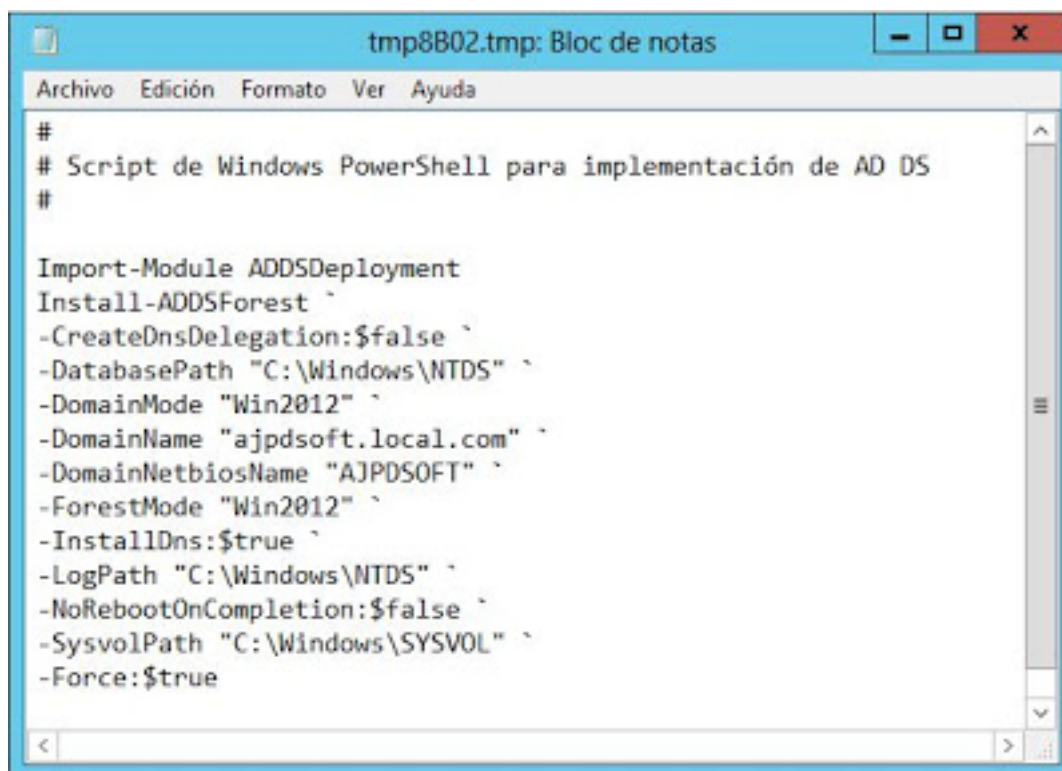 tmp8B02.tmp: Bloc de notas
Archivo Edición Formato Ver Ayuda
#
# Script de Windows PowerShell para implementación de AD DS
#
Import-Module ADDSDeployment
Install-ADDSForest `
-CreateDnsDelegation:$false `
-DatabasePath "C:\Windows\NTDS" `
-DomainMode "Win2012" `
-DomainName "ajpdsoft.local.com" `
-DomainNetbiosName "AJPDSOFT" `
-ForestMode "Win2012" `
-InstallDns:$true `
-LogPath "C:\Windows\NTDS" `
-NoRebootOnCompletion:$false `
-SysvolPath "C:\Windows\SYSVOL" `
-Force:$true